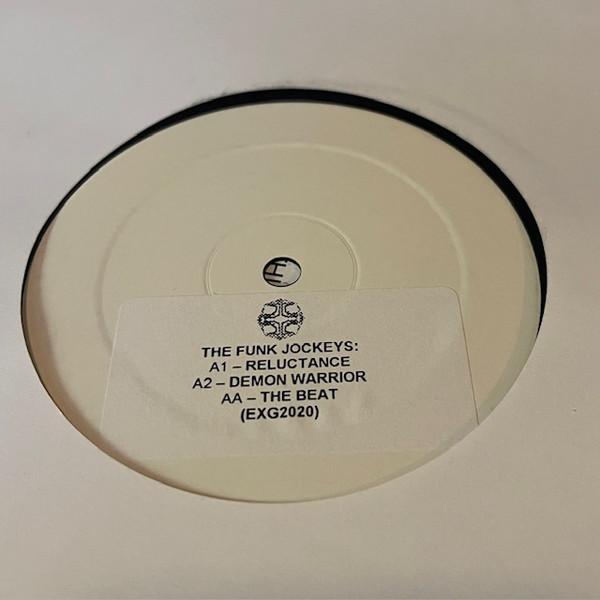 THE FUNK JOCKEYS:
A1 – RELUCTANCE
A2 – DEMON WARRIOR
AA – THE BEAT
(EXG2020)